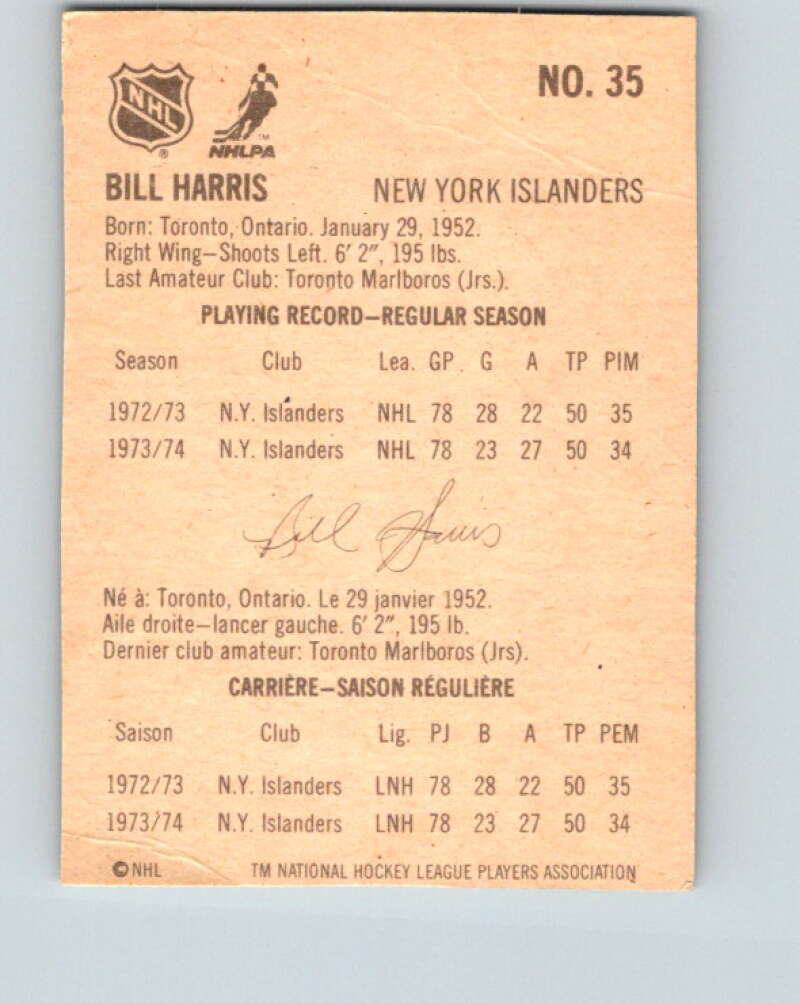 NHL
®
TM
NHLPA
NO. 35
BILL HARRIS NEW YORK ISLANDERS
Born: Toronto, Ontario. January 29, 1952.
Right Wing—Shoots Left. 6′ 2″, 195 lbs.
Last Amateur Club: Toronto Marlboros (Jrs.).
PLAYING RECORD—REGULAR SEASON
Season Club Lea. GP. G A TP PIM
1972/73 N.Y. Islanders NHL 78 28 22 50 35
1973/74 N.Y. Islanders NHL 78 23 27 50 34
Bill Harris
Né à: Toronto, Ontario. Le 29 janvier 1952.
Aile droite—lancer gauche. 6′ 2″, 195 lb.
Dernier club amateur: Toronto Marlboros (Jrs).
CARRIÈRE—SAISON RÉGULIÈRE
Saison Club Lig. PJ B A TP PEM
1972/73 N.Y. Islanders LNH 78 28 22 50 35
1973/74 N.Y. Islanders LNH 78 23 27 50 34
© NHL TM NATIONAL HOCKEY LEAGUE PLAYERS ASSOCIATION